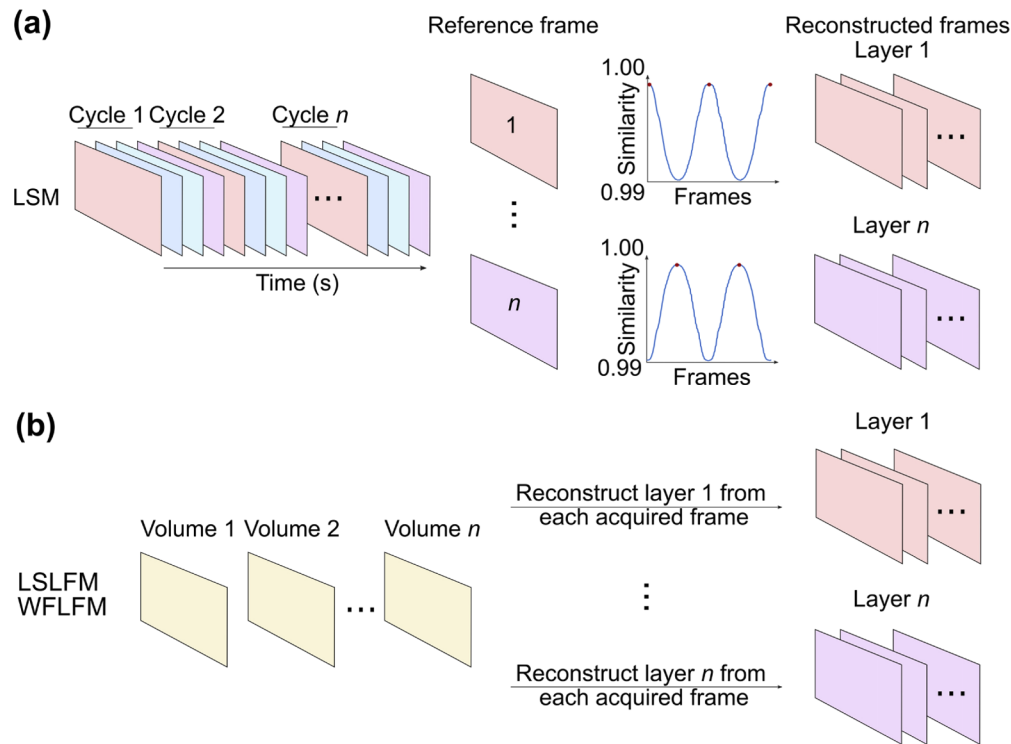 (a)
Reference frame
Reconstructed frames
Layer 1
Cycle 1 Cycle 2 Cycle n
LSM
...
Time (s)
1
...
n
1.00
Similarity
0.99
Frames
1.00
Similarity
0.99
Frames
...
Layer n
...
(b)
Layer 1
Volume 1 Volume 2 Volume n
LSLFM
WFLFM
...
Reconstruct layer 1 from
each acquired frame
...
Reconstruct layer n from
each acquired frame
...
Layer n
...